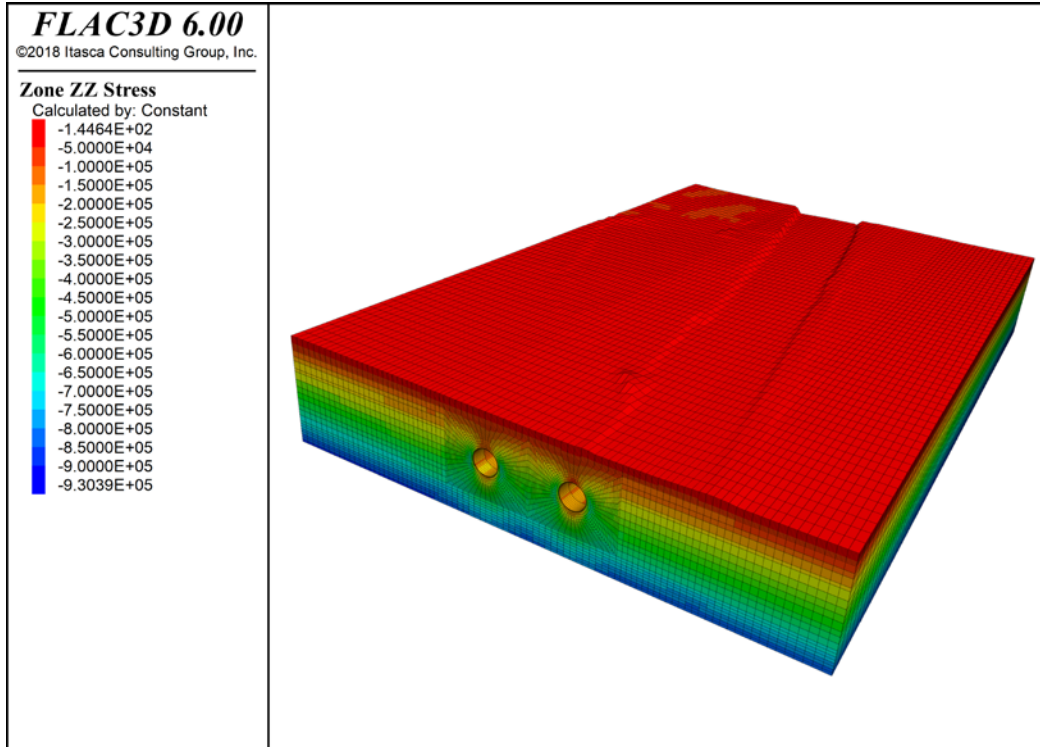 FLAC3D 6.00
©2018 Itasca Consulting Group, Inc.
Zone ZZ Stress
Calculated by: Constant
-1.4464E+02
-5.0000E+04
-1.0000E+05
-1.5000E+05
-2.0000E+05
-2.5000E+05
-3.0000E+05
-3.5000E+05
-4.0000E+05
-4.5000E+05
-5.0000E+05
-5.5000E+05
-6.0000E+05
-6.5000E+05
-7.0000E+05
-7.5000E+05
-8.0000E+05
-8.5000E+05
-9.0000E+05
-9.3039E+05